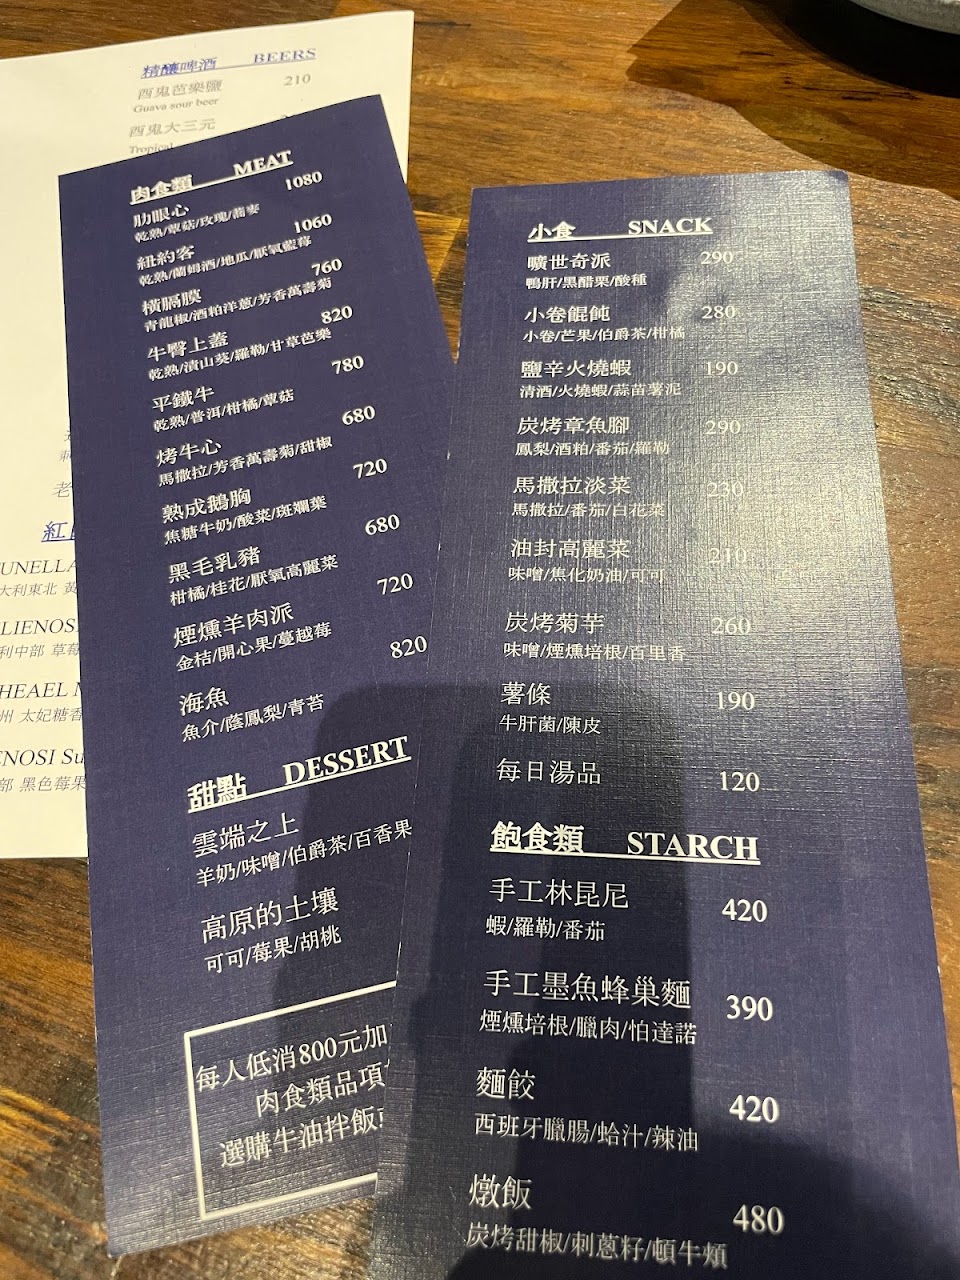 精釀啤酒 BEERS
酉鬼芭樂鹽 210
Guava sour beer
酉鬼大三元
Tropical
老
紅
UNELLA
大利東北 黃
LIENOS
利中部 草莓
HEAEL
州 太妃糖香
ENOSI Su
部 黑色莓果
肉食類 MEAT
肋眼心 1080
乾熟/蕈菇/玫瑰/蕎麥
紐約客 1060
乾熟/蘭姆酒/地瓜/厭氧藍莓
橫膈膜 760
青龍椒/酒粕洋蔥/芳香萬壽菊
牛臀上蓋 820
乾熟/漬山葵/羅勒/甘草芭樂
平鐵牛 780
乾熟/普洱/柑橘/蕈菇
烤牛心 680
馬撒拉/芳香萬壽菊/甜椒
熟成鵝胸 720
焦糖牛奶/酸菜/斑斕葉
黑毛乳豬 680
柑橘/桂花/厭氧高麗菜
煙燻羊肉派 720
金桔/開心果/蔓越莓
海魚 820
魚介/蔭鳳梨/青苔
甜點 DESSERT
雲端之上
羊奶/味噌/伯爵茶/百香果
高原的土壤
可可/莓果/胡桃
每人低消800元加
肉食類品項
選購牛油拌飯
小食 SNACK
曠世奇派 290
鴨肝/黑醋栗/酸種
小卷餛飩 280
小卷/芒果/伯爵茶/柑橘
鹽辛火燒蝦 190
清酒/火燒蝦/蒜苗薯泥
炭烤章魚腳 290
鳳梨/酒粕/番茄/羅勒
馬撒拉淡菜 230
馬撒拉/番茄/白花菜
油封高麗菜 210
味噌/焦化奶油/可可
炭烤菊芋 260
味噌/煙燻培根/百里香
薯條 190
牛肝菌/陳皮
每日湯品 120
飽食類 STARCH
手工林昆尼 420
蝦/羅勒/番茄
手工墨魚蜂巢麵 390
煙燻培根/臘肉/怕達諾
麵餃 420
西班牙臘腸/蛤汁/辣油
燉飯 480
炭烤甜椒/刺蔥籽/頓牛頰